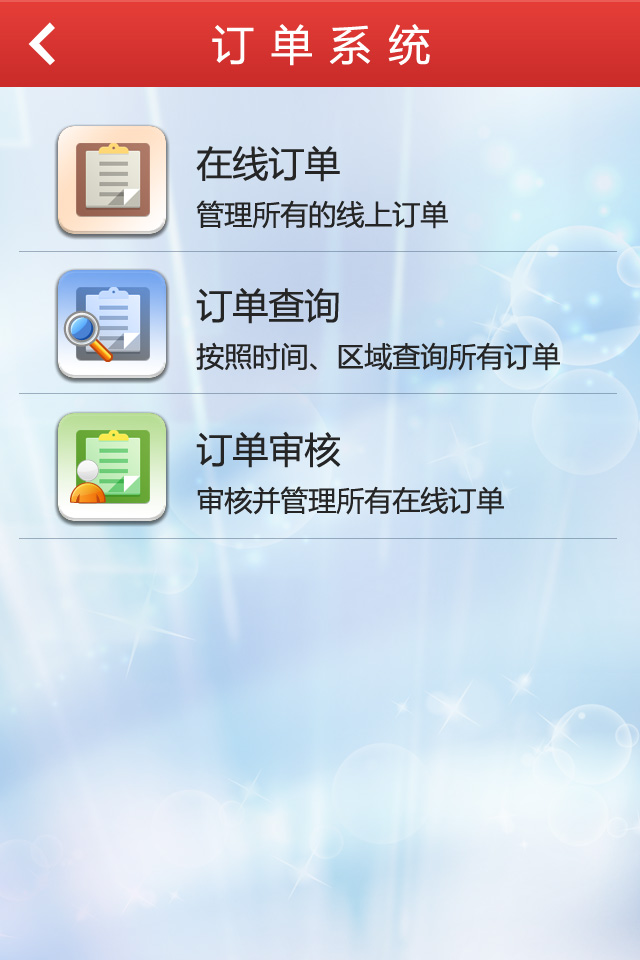 订单系统
在线订单
管理所有的线上订单
订单查询
按照时间、区域查询所有订单
订单审核
审核并管理所有在线订单